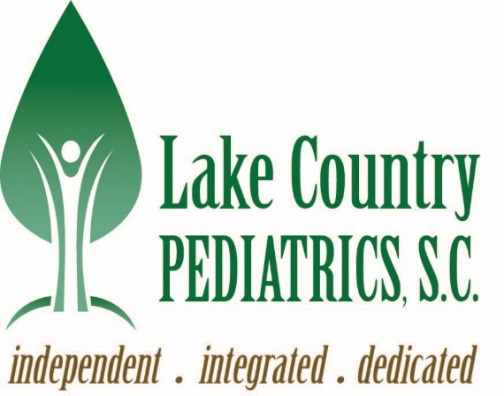 Lake Country
PEDIATRICS, S.C.
independent . integrated . dedicated